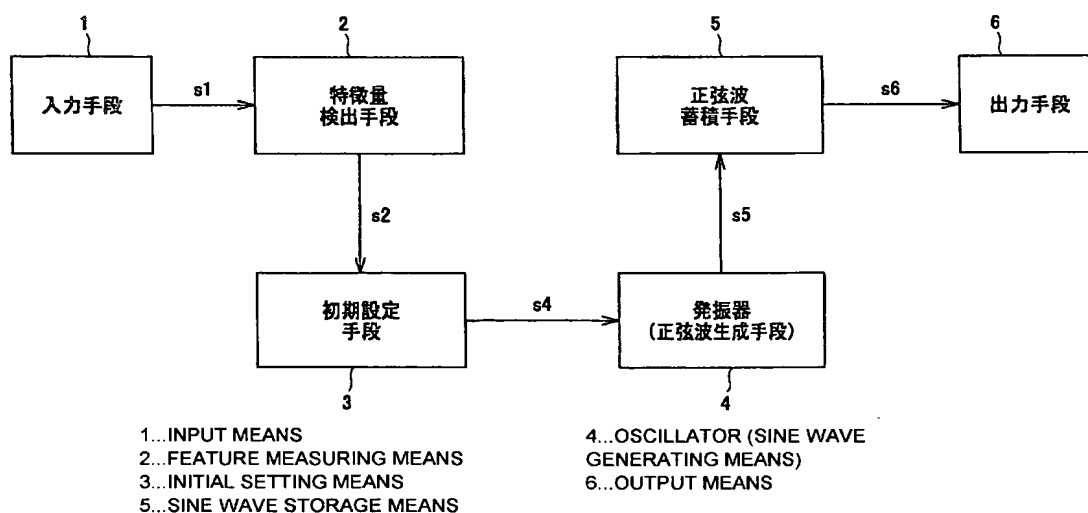 1
2
5
6
入力手段
s1
特徴量
検出手段
正弦波
蓄積手段
s6
出力手段
s2
s5
初期設定
手段
s4
発振器
(正弦波生成手段)
3
4
1...INPUT MEANS
2...FEATURE MEASURING MEANS
3...INITIAL SETTING MEANS
5...SINE WAVE STORAGE MEANS
4...OSCILLATOR (SINE WAVE
GENERATING MEANS)
6...OUTPUT MEANS